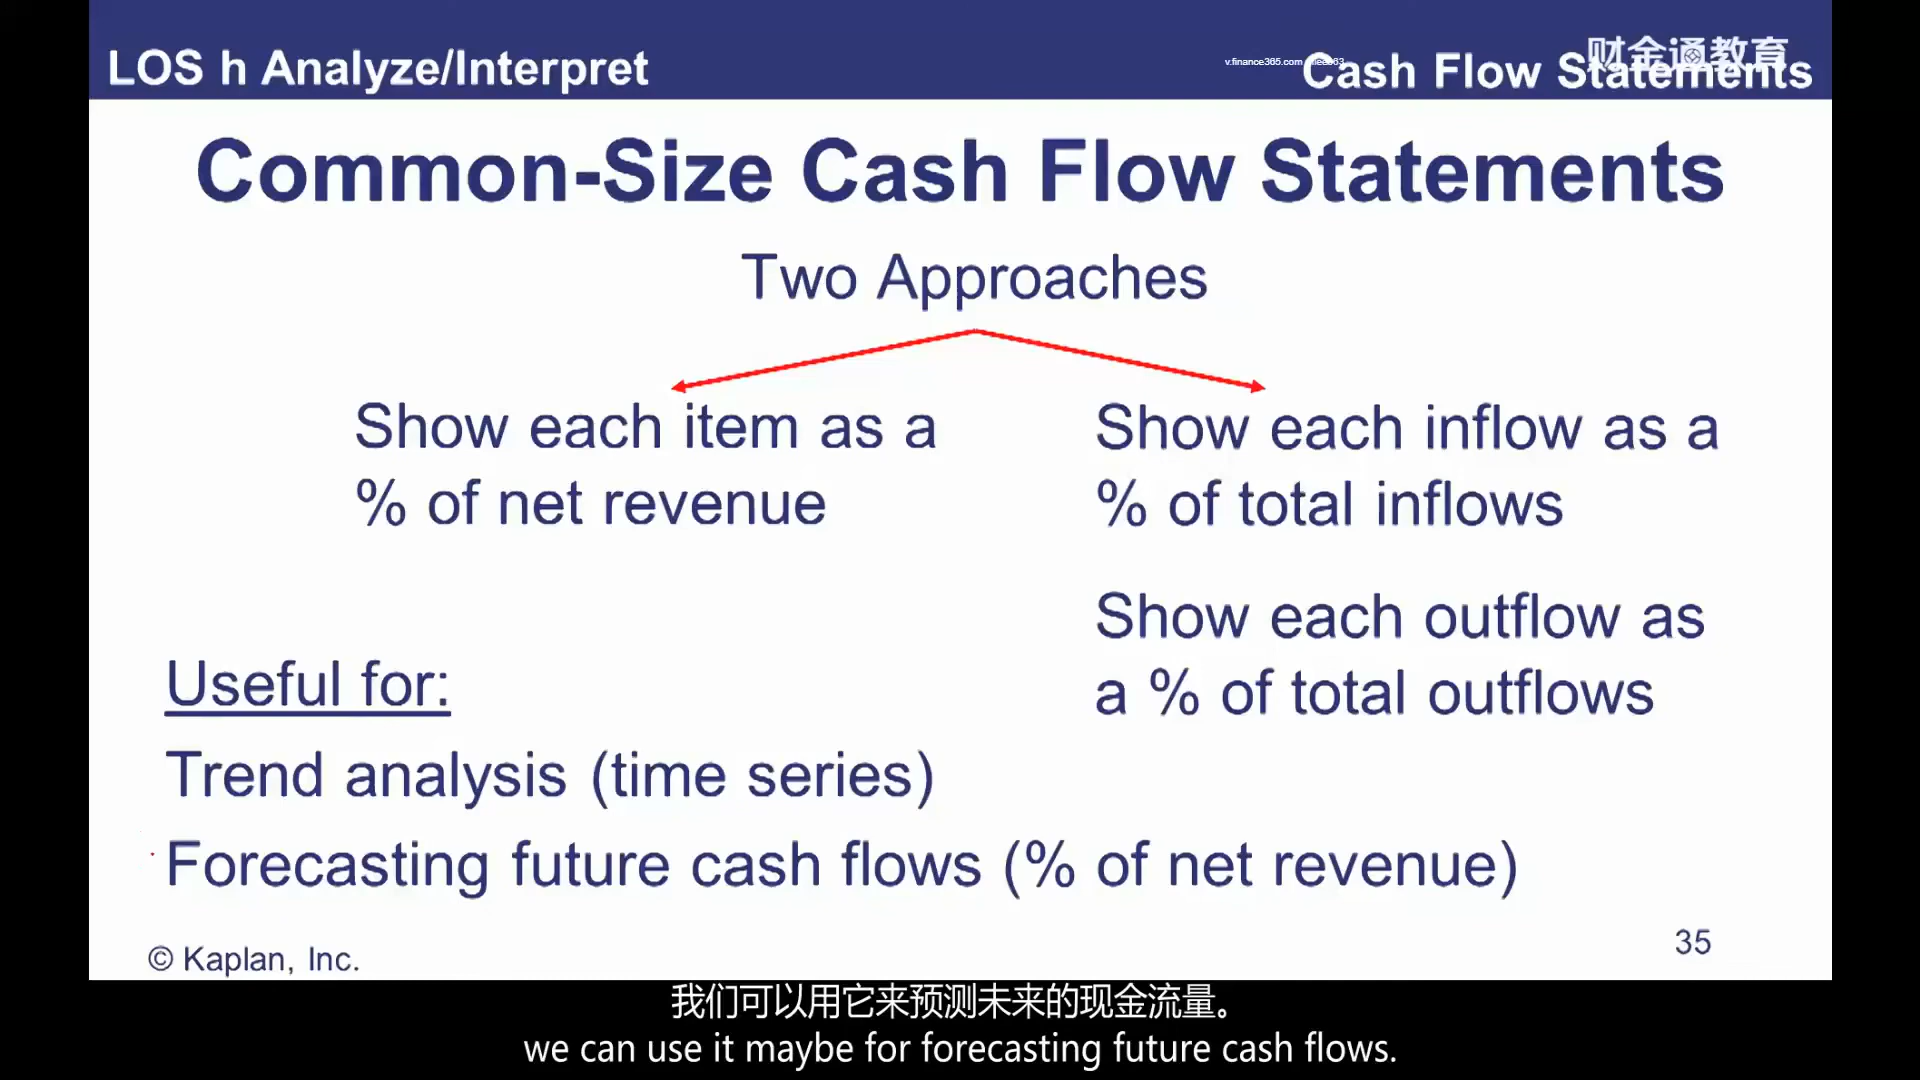 LOS h Analyze/Interpret
Cash Flow Statements
财金通教育
v.finance365.com
Common-Size Cash Flow Statements
Two Approaches
Show each item as a
% of net revenue
Show each inflow as a
% of total inflows
Show each outflow as
a % of total outflows
Useful for:
Trend analysis (time series)
Forecasting future cash flows (% of net revenue)
© Kaplan, Inc.
35
我们可以用它来预测未来的现金流量。
we can use it maybe for forecasting future cash flows.